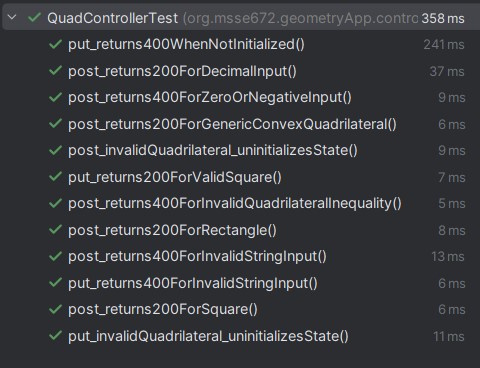 QuadControllerTest (org.msse672.geometryApp.contro 358 ms
put_returns400WhenNotInitialized() 241 ms
post_returns200ForDecimalInput() 37 ms
post_returns400ForZeroOrNegativeInput() 9 ms
post_returns200ForGenericConvexQuadrilateral() 6 ms
post_invalidQuadrilateral_uninitializesState() 9 ms
put_returns200ForValidSquare() 7 ms
post_returns400ForInvalidQuadrilateralInequality() 5 ms
post_returns200ForRectangle() 8 ms
post_returns400ForInvalidStringInput() 13 ms
put_returns400ForInvalidStringInput() 6 ms
post_returns200ForSquare() 6 ms
put_invalidQuadrilateral_uninitializesState() 11 ms